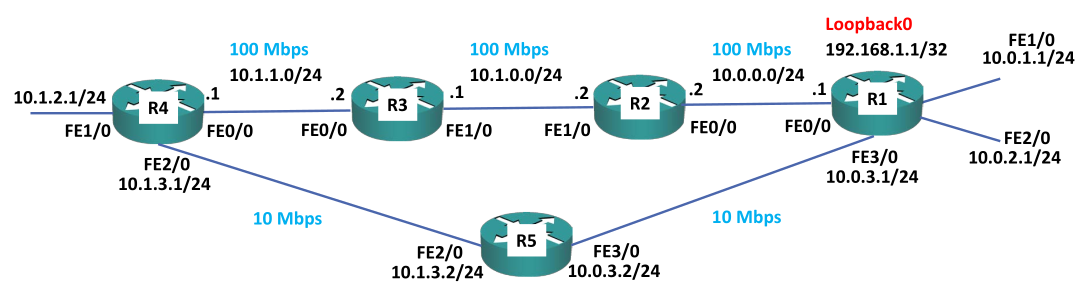 Loopback0
192.168.1.1/32
FE1/0
10.0.1.1/24
100 Mbps
10.1.1.0/24
100 Mbps
10.1.0.0/24
100 Mbps
10.0.0.0/24
10.1.2.1/24
R4
.1
.2
R3
.1
.2
R2
.2
.1
R1
FE1/0
FE0/0
FE0/0
FE1/0
FE1/0
FE0/0
FE0/0
FE2/0
10.0.2.1/24
FE2/0
10.1.3.1/24
FE3/0
10.0.3.1/24
10 Mbps
10 Mbps
R5
FE2/0
10.1.3.2/24
FE3/0
10.0.3.2/24